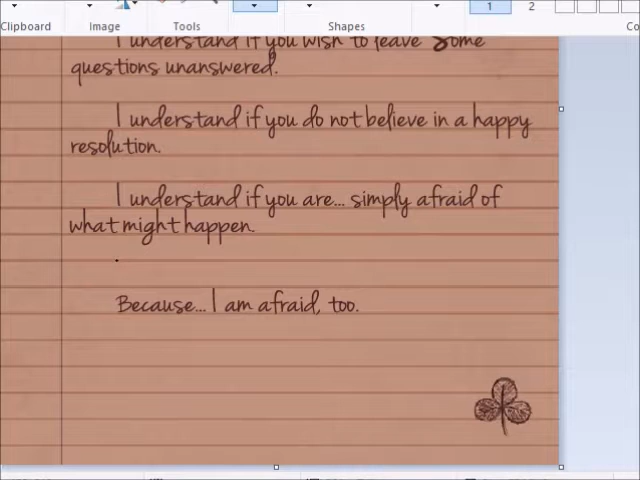 Clipboard
Image
Tools
Shapes
1
2
Co
I understand if you wish to leave some
questions unanswered.
I understand if you do not believe in a happy
resolution.
I understand if you are... simply afraid of
what might happen.
.
Because... I am afraid, too.